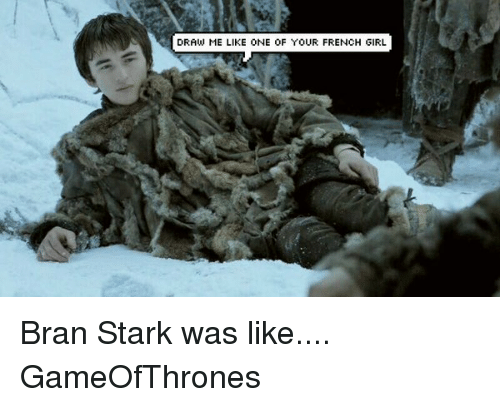 DRAW ME LIKE ONE OF YOUR FRENCH GIRL
Bran Stark was like....
GameOfThrones